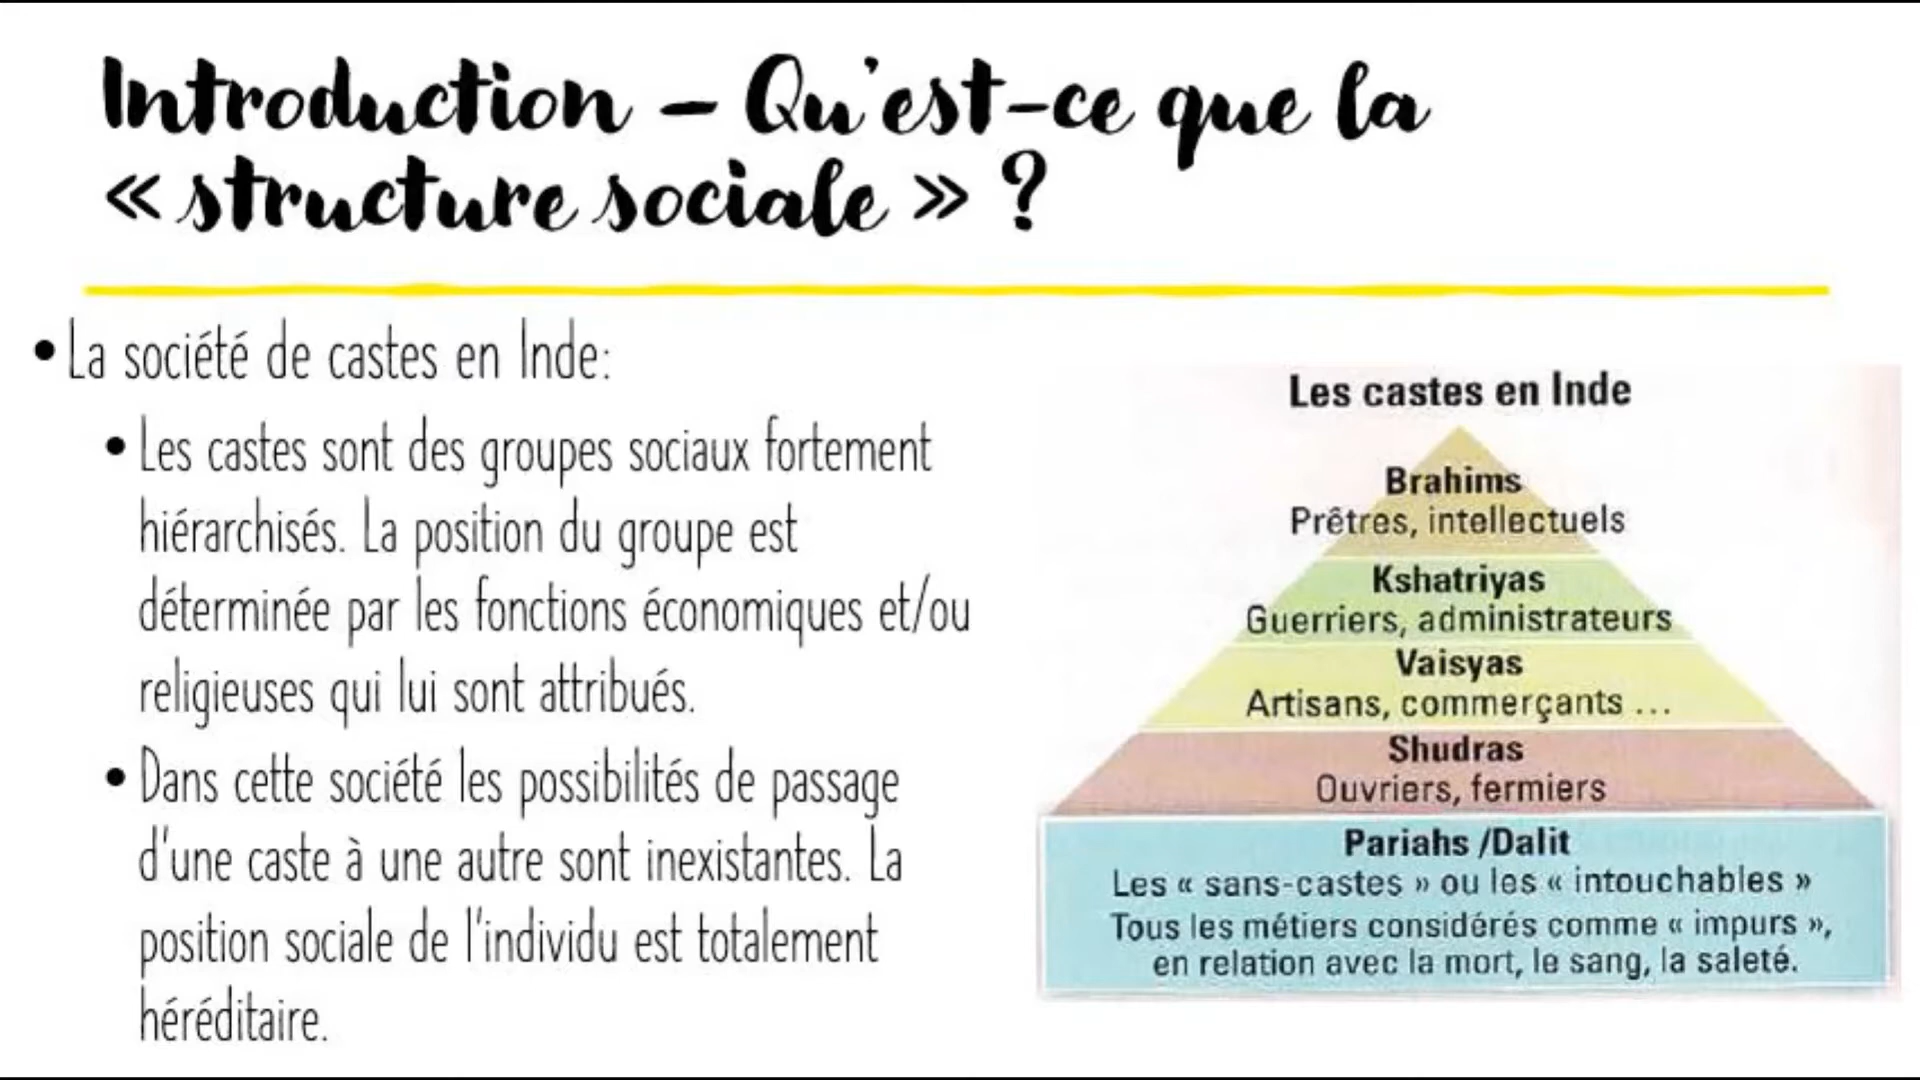 Introduction – Qu'est-ce que la
« structure sociale » ?
• La société de castes en Inde:
• Les castes sont des groupes sociaux fortement
hiérarchisés. La position du groupe est
déterminée par les fonctions économiques et/ou
religieuses qui lui sont attribués.
• Dans cette société les possibilités de passage
d'une caste à une autre sont inexistantes. La
position sociale de l'individu est totalement
héréditaire.
Les castes en Inde
Brahims
Prêtres, intellectuels
Kshatriyas
Guerriers, administrateurs
Vaisyas
Artisans, commerçants ...
Shudras
Ouvriers, fermiers
Pariahs /Dalit
Les « sans-castes » ou les « intouchables »
Tous les métiers considérés comme « impurs »,
en relation avec la mort, le sang, la saleté.